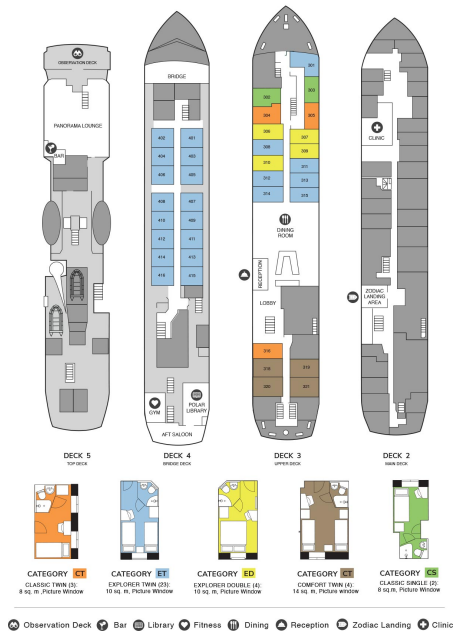 OBSERVATION DECK
PANORAMA LOUNGE
BAR
DECK 5
TOP DECK
BRIDGE
402 401
404 403
406 405
408 407
410 409
412 411
414 413
416 415
GYM
POLAR LIBRARY
AFT SALOON
DECK 4
BRIDGE DECK
301
302 303
304 305
306 307
308 309
310 311
312 313
314 315
DINING
ROOM
RECEPTION
LOBBY
316
318 319
320 321
DECK 3
UPPER DECK
CLINIC
ZODIAC
LANDING
AREA
DECK 2
MAIN DECK
CATEGORY CT
CLASSIC TWIN (3):
8 sq. m ,Picture window
CATEGORY ET
EXPLORER TWIN (23):
10 sq. m, Picture Window
CATEGORY ED
EXPLORER DOUBLE (4):
10 sq. m, Picture Window
CATEGORY CT
COMFORT TWIN (4):
14 sq. m, Picture Window
CATEGORY CS
CLASSIC SINGLE (2):
8 sq. m, Picture window
Observation Deck Bar Library Fitness Dining Reception Zodiac Landing Clinic